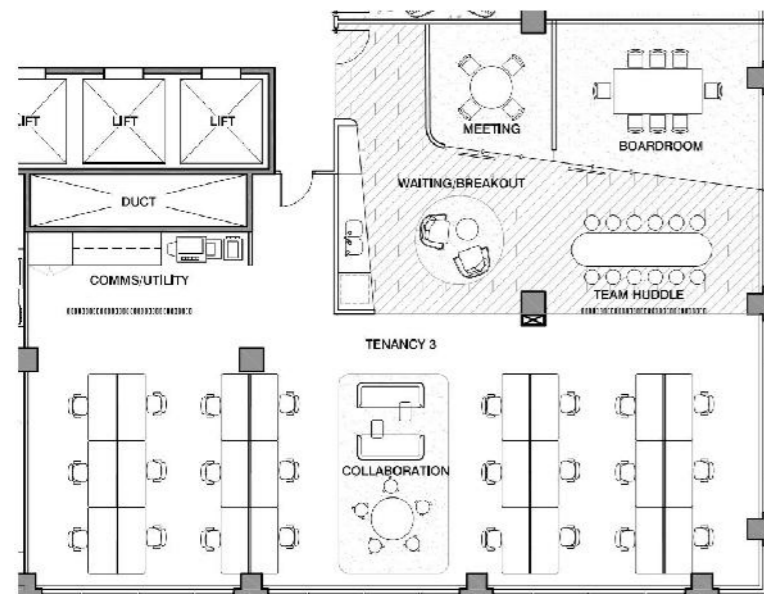 LIFT
LIFT
LIFT
DUCT
COMMS/UTILITY
MEETING
BOARDROOM
WAITING/BREAKOUT
TEAM HUDDLE
TENANCY 3
COLLABORATION